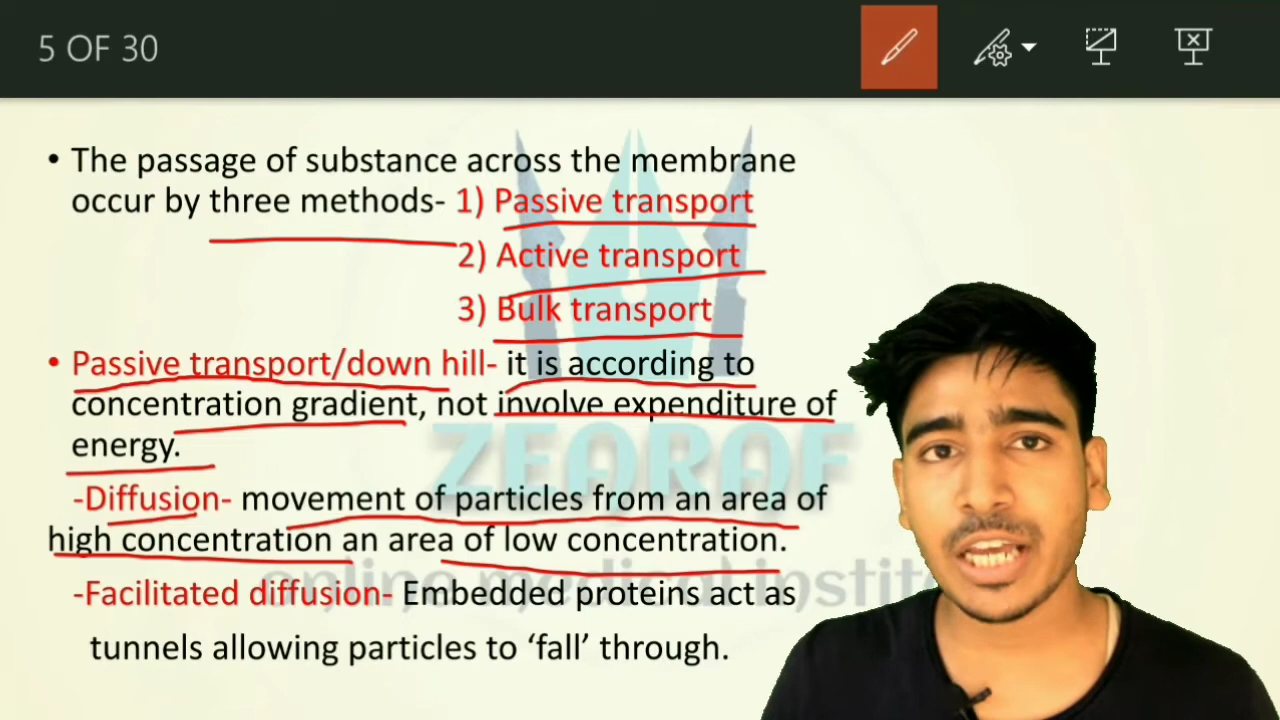 5 OF 30
• The passage of substance across the membrane
occur by three methods- 1) Passive transport
2) Active transport
3) Bulk transport
• Passive transport/down hill- it is according to
concentration gradient, not involve expenditure of
energy.
-Diffusion- movement of particles from an area of
high concentration an area of low concentration.
-Facilitated diffusion- Embedded proteins act as
tunnels allowing particles to ‘fall’ through.
ZEARAF
online medical